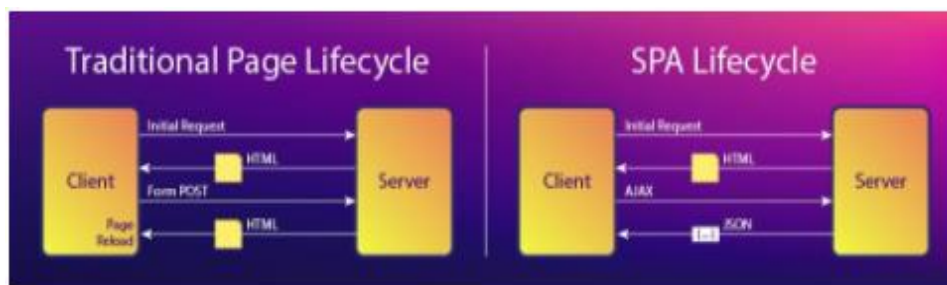 Traditional Page Lifecycle
Client
Initial Request
HTML
Form POST
HTML
Page
Reload
Server
SPA Lifecycle
Client
Initial Request
HTML
AJAX
JSON
Server